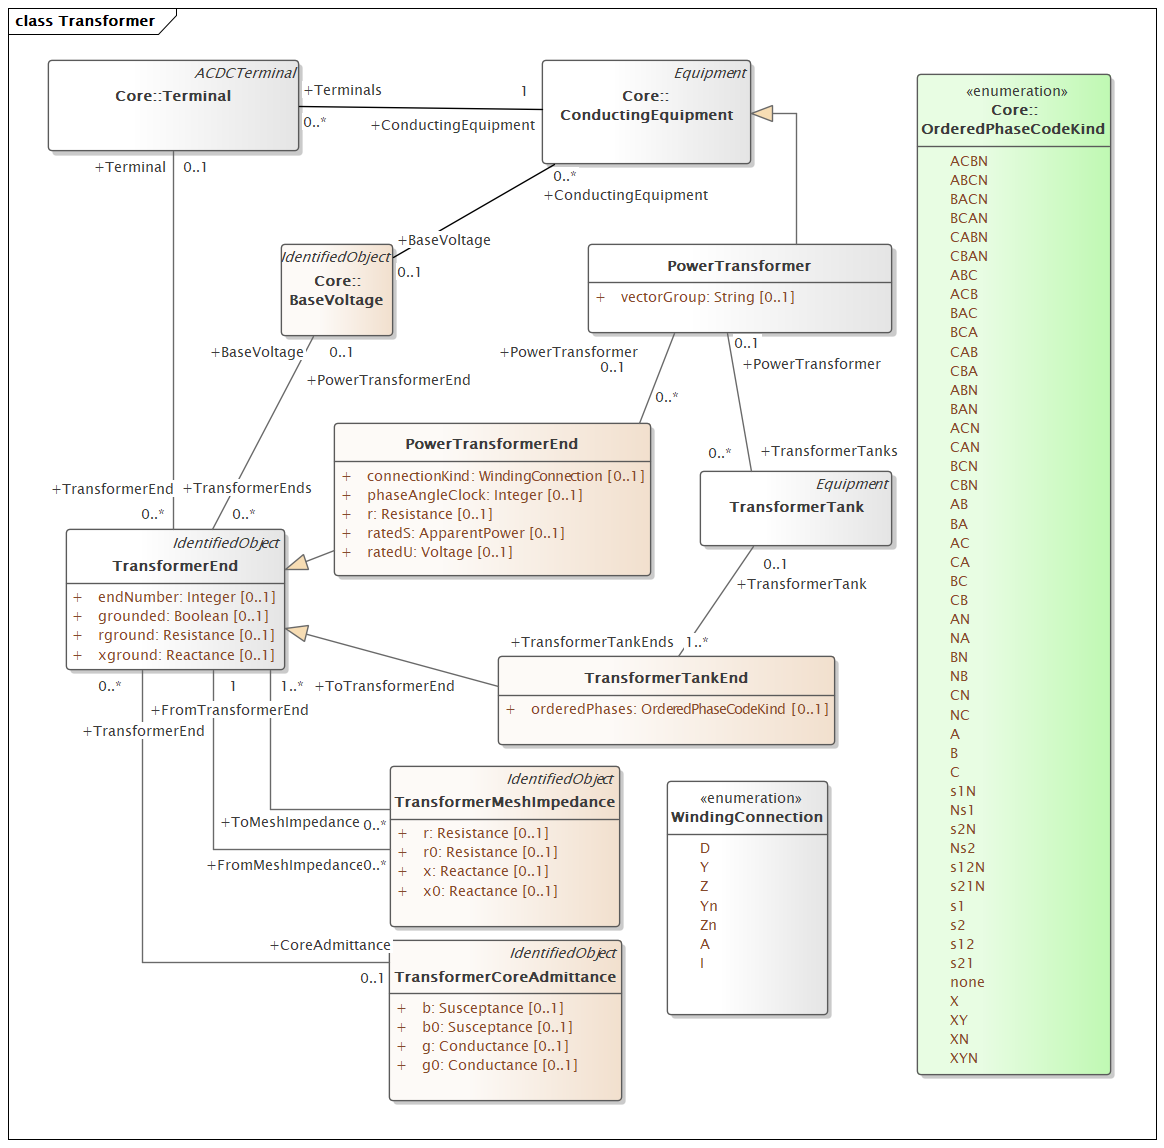 class Transformer
ACDCTerminal
Core::Terminal
+Terminals
0..*
1
+ConductingEquipment
Equipment
Core::
ConductingEquipment
+Terminal
0..1
0..*
+ConductingEquipment
+BaseVoltage
0..1
IdentifiedObject
Core::
BaseVoltage
PowerTransformer
+ vectorGroup: String [0..1]
+BaseVoltage
0..1
+PowerTransformerEnd
+PowerTransformer
0..1
0..*
0..1
+PowerTransformer
PowerTransformerEnd
+ connectionKind: WindingConnection [0..1]
+ phaseAngleClock: Integer [0..1]
+ r: Resistance [0..1]
+ ratedS: ApparentPower [0..1]
+ ratedU: Voltage [0..1]
0..*
+TransformerTanks
Equipment
TransformerTank
+TransformerEnd
0..*
+TransformerEnds
0..*
IdentifiedObject
TransformerEnd
+ endNumber: Integer [0..1]
+ grounded: Boolean [0..1]
+ rground: Resistance [0..1]
+ xground: Reactance [0..1]
0..1
+TransformerTank
+TransformerTankEnds
1..*
TransformerTankEnd
+ orderedPhases: OrderedPhaseCodeKind [0..1]
0..*
+TransformerEnd
1
+FromTransformerEnd
1..*
+ToTransformerEnd
+ToMeshImpedance
0..*
+FromMeshImpedance
0..*
IdentifiedObject
TransformerMeshImpedance
+ r: Resistance [0..1]
+ r0: Resistance [0..1]
+ x: Reactance [0..1]
+ x0: Reactance [0..1]
+CoreAdmittance
0..1
IdentifiedObject
TransformerCoreAdmittance
+ b: Susceptance [0..1]
+ b0: Susceptance [0..1]
+ g: Conductance [0..1]
+ g0: Conductance [0..1]
«enumeration»
WindingConnection
D
Y
Z
Yn
Zn
A
I
«enumeration»
Core::
OrderedPhaseCodeKind
ACBN
ABCN
BACN
BCAN
CABN
CBAN
ABC
ACB
BAC
BCA
CAB
CBA
ABN
BAN
ACN
CAN
BCN
CBN
AB
BA
AC
CA
BC
CB
AN
NA
BN
NB
CN
NC
A
B
C
s1N
Ns1
s2N
Ns2
s12N
s21N
s1
s2
s12
s21
none
X
XY
XN
XYN